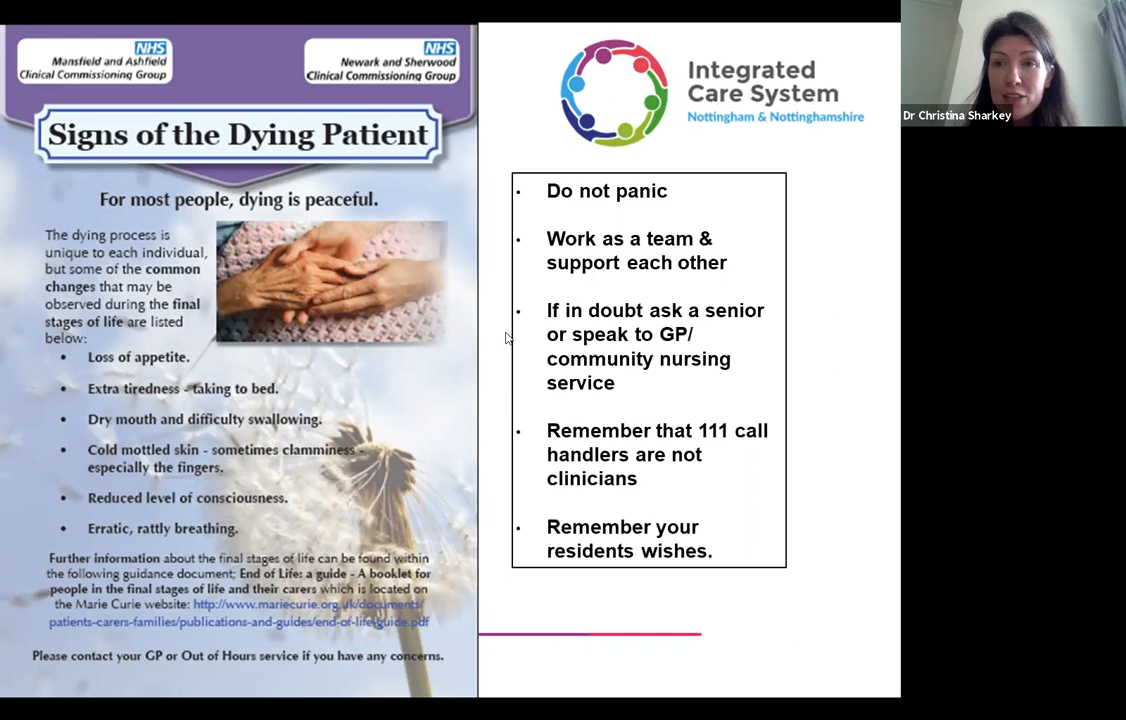 NHS
Mansfield and Ashfield
Clinical Commissioning Group
NHS
Newark and Sherwood
Clinical Commissioning Group
Signs of the Dying Patient
For most people, dying is peaceful.
The dying process is
unique to each individual,
but some of the common
changes that may be
observed during the final
stages of life are listed
below:
• Loss of appetite.
• Extra tiredness - taking to bed.
• Dry mouth and difficulty swallowing.
• Cold mottled skin - sometimes clamminess -
especially the fingers.
• Reduced level of consciousness.
• Erratic, rattly breathing.
Further information about the final stages of life can be found within
the following guidance document; End of Life: a guide - A booklet for
people in the final stages of life and their carers which is located on
the Marie Curie website: http://www.mariecurie.org.uk/documents/
patients-carers-families/publications-and-guides/end-of-life-guide.pdf
Please contact your GP or Out of Hours service if you have any concerns.
Integrated
Care System
Nottingham & Nottinghamshire
• Do not panic
• Work as a team &
support each other
• If in doubt ask a senior
or speak to GP/
community nursing
service
• Remember that 111 call
handlers are not
clinicians
• Remember your
residents wishes.
Dr Christina Sharkey